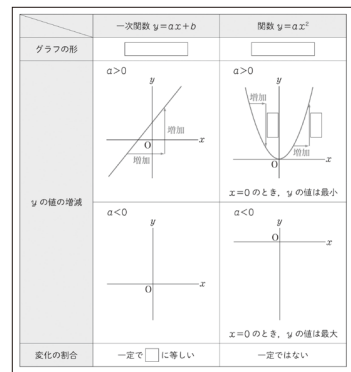 一次関数 y=ax+b
関数 y=ax²
グラフの形
yの値の増減
a>0
y
増加
O
x
増加
a>0
y
増加
増加
O
x
x=0のとき，yの値は最小
a<0
y
O
x
a<0
y
O
x
x=0のとき，yの値は最大
変化の割合
一定で に等しい
一定ではない